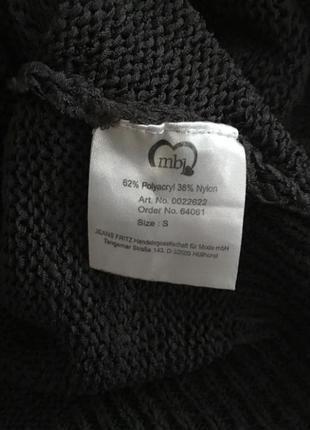 mbj
62% Polyacryl 38% Nylon
Art. No. 0022622
Order No. 64061
Size : S
JEANS FRITZ Handelsgesellschaft für Mode mbH
Tengerner Straße 143, D 32609 Hüllhorst